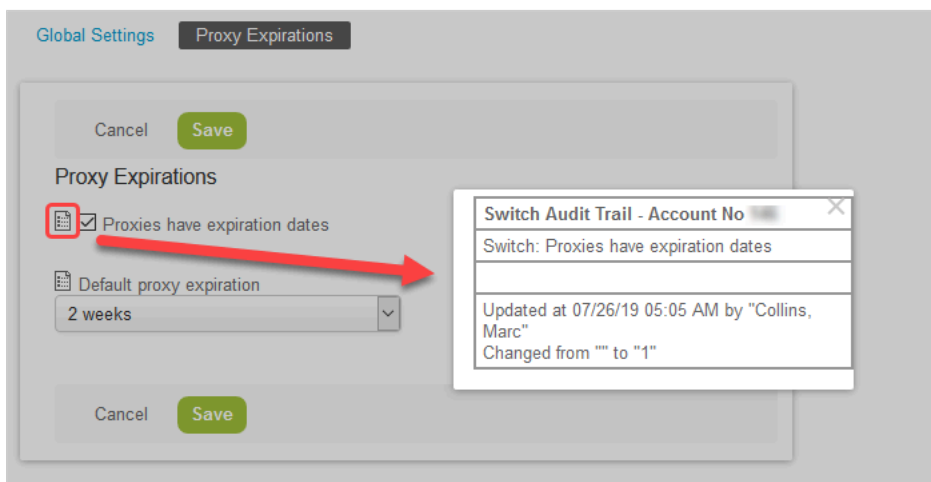 Global Settings Proxy Expirations
Cancel Save
Proxy Expirations
Proxies have expiration dates
Default proxy expiration
2 weeks
Cancel Save
Switch Audit Trail - Account No
Switch: Proxies have expiration dates
Updated at 07/26/19 05:05 AM by "Collins,
Marc"
Changed from "" to "1"